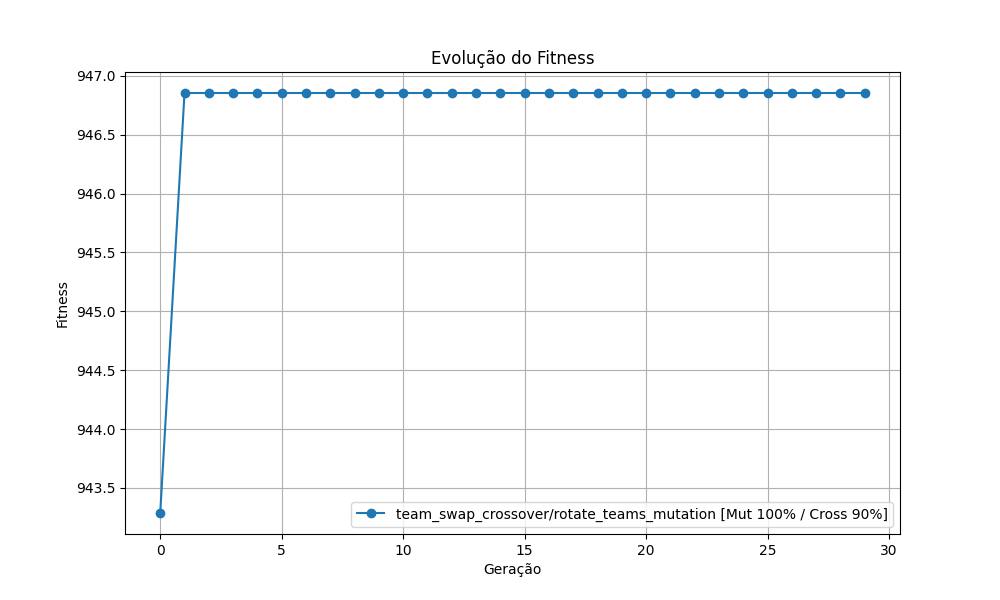 Evolução do Fitness
Fitness
947.0
946.5
946.0
945.5
945.0
944.5
944.0
943.5
team_swap_crossover/rotate_teams_mutation [Mut 100% / Cross 90%]
0 5 10 15 20 25 30
Geração